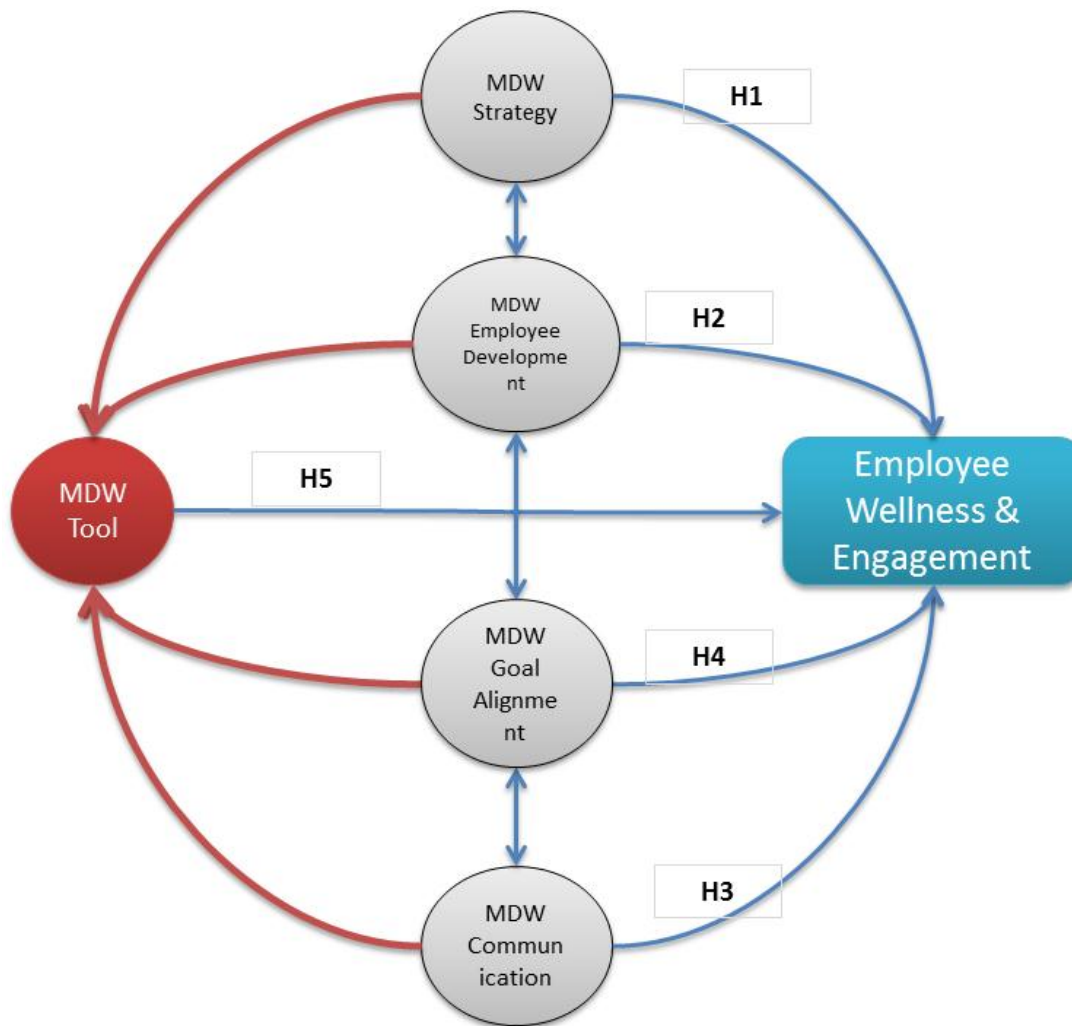 MDW
Strategy
H1
MDW
Employee
Developme
nt
H2
MDW
Tool
H5
Employee
Wellness &
Engagement
MDW
Goal
Alignme
nt
H4
MDW
Commun
ication
H3